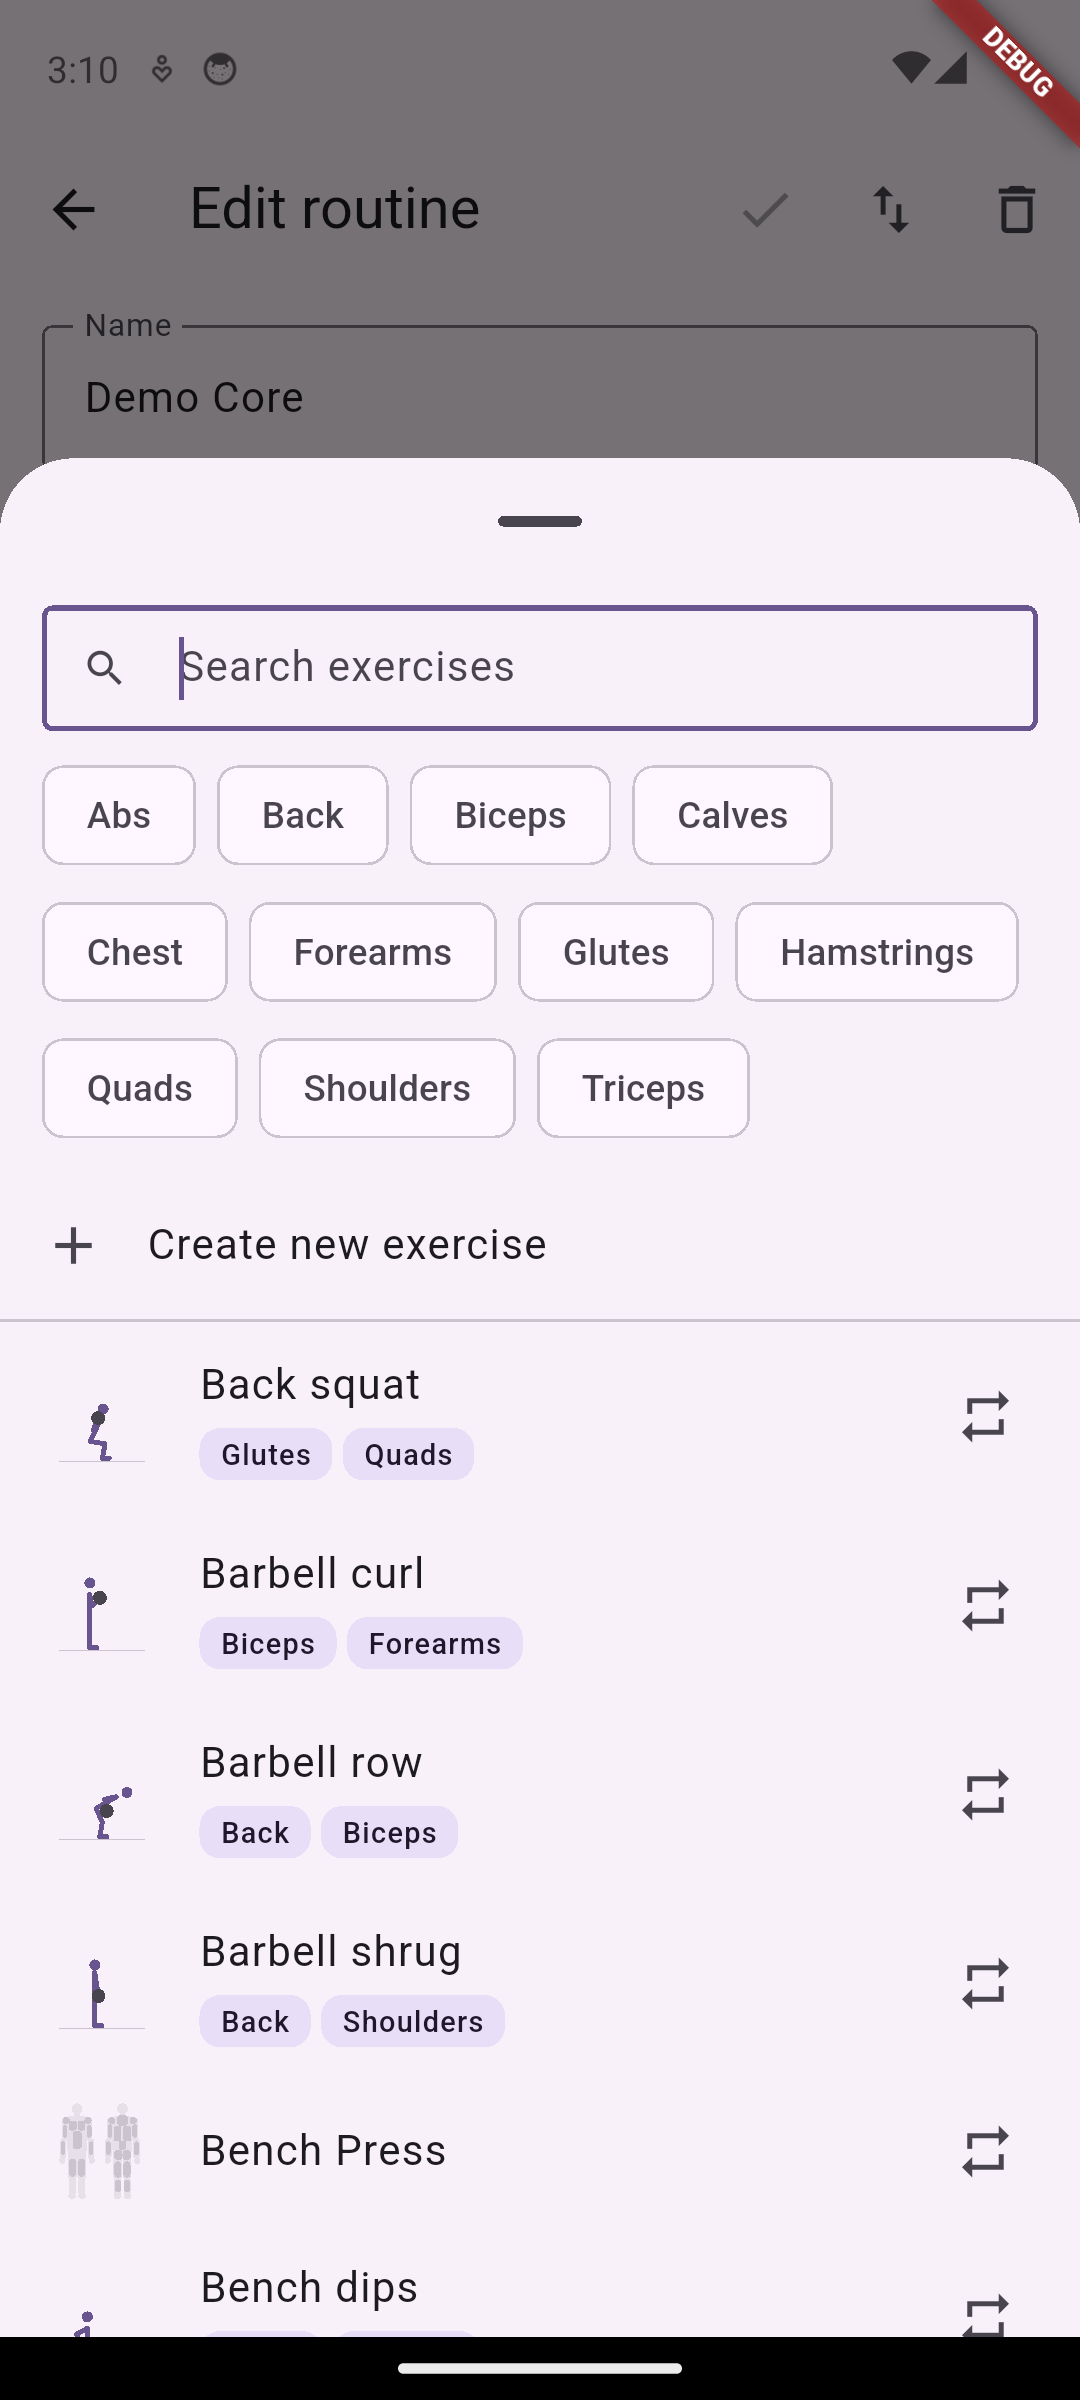 3:10
DEBUG
Edit routine
Name
Demo Core
Search exercises
Abs Back Biceps Calves
Chest Forearms Glutes Hamstrings
Quads Shoulders Triceps
Create new exercise
Back squat
Glutes Quads
Barbell curl
Biceps Forearms
Barbell row
Back Biceps
Barbell shrug
Back Shoulders
Bench Press
Bench dips